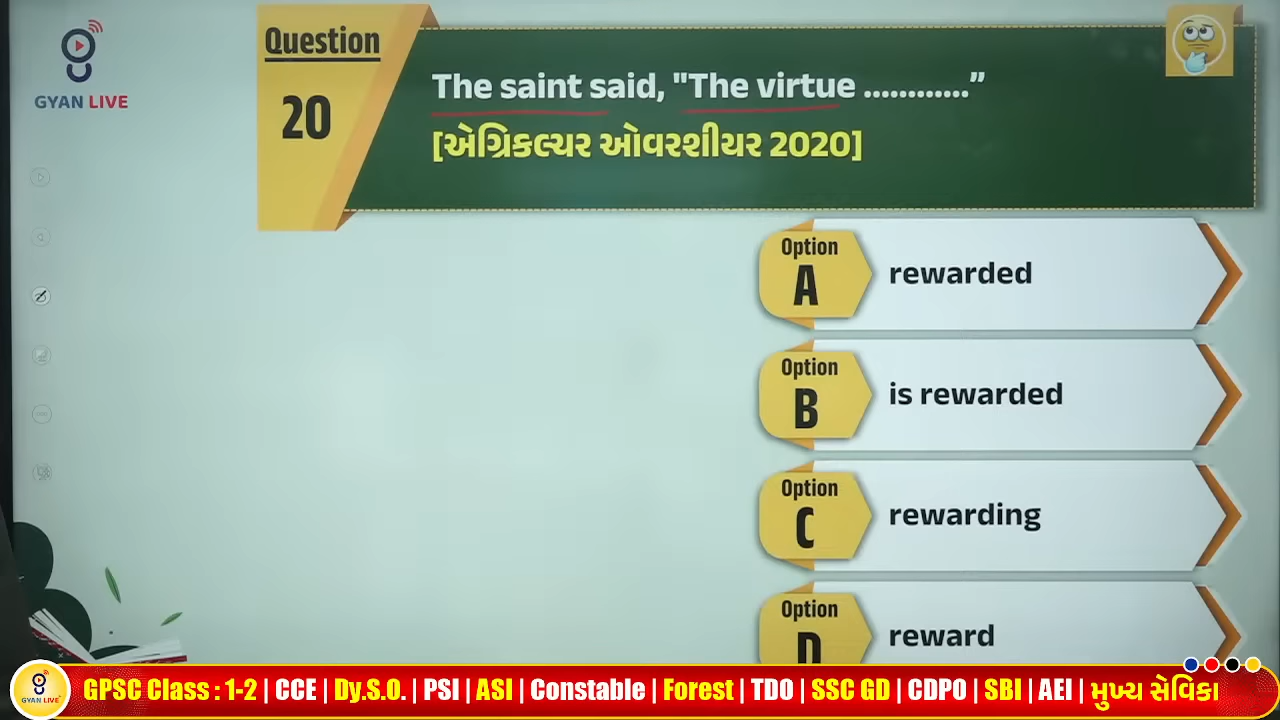 GYAN LIVE
Question
20
The saint said, "The virtue ............”
[એગ્રિકલ્ચર ઓવરશીયર 2020]
Option
A
rewarded
Option
B
is rewarded
Option
C
rewarding
Option
D
reward
GYAN LIVE
GPSC Class : 1-2 | CCE | Dy.S.O. | PSI | ASI | Constable | Forest | TDO | SSC GD | CDPO | SBI | AEI | મુખ્ય સેવિકા